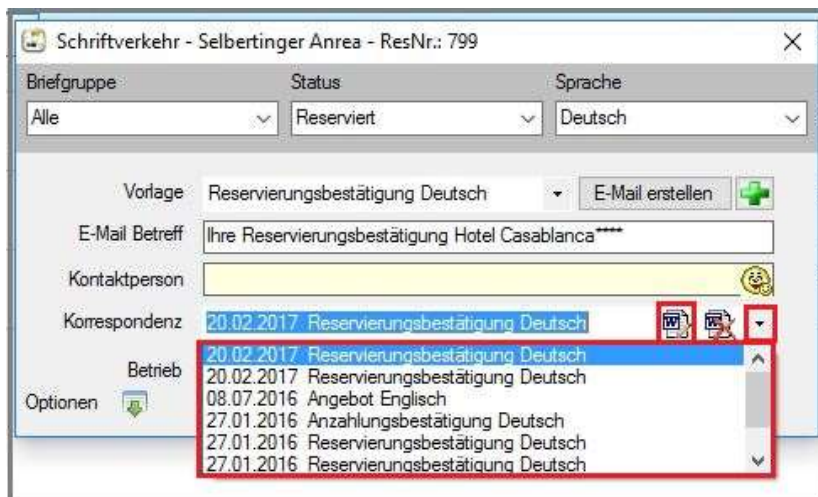 Schriftverkehr - Selbertinger Anrea - ResNr.: 799
Briefgruppe Status Sprache
Alle Reserviert Deutsch
Vorlage Reservierungsbestätigung Deutsch E-Mail erstellen
E-Mail Betreff Ihre Reservierungsbestätigung Hotel Casablanca****
Kontaktperson
Korrespondenz 20.02.2017 Reservierungsbestätigung Deutsch
Betrieb
20.02.2017 Reservierungsbestätigung Deutsch
20.02.2017 Reservierungsbestätigung Deutsch
08.07.2016 Angebot Englisch
27.01.2016 Anzahlungsbestätigung Deutsch
27.01.2016 Reservierungsbestätigung Deutsch
27.01.2016 Reservierungsbestätigung Deutsch
Optionen